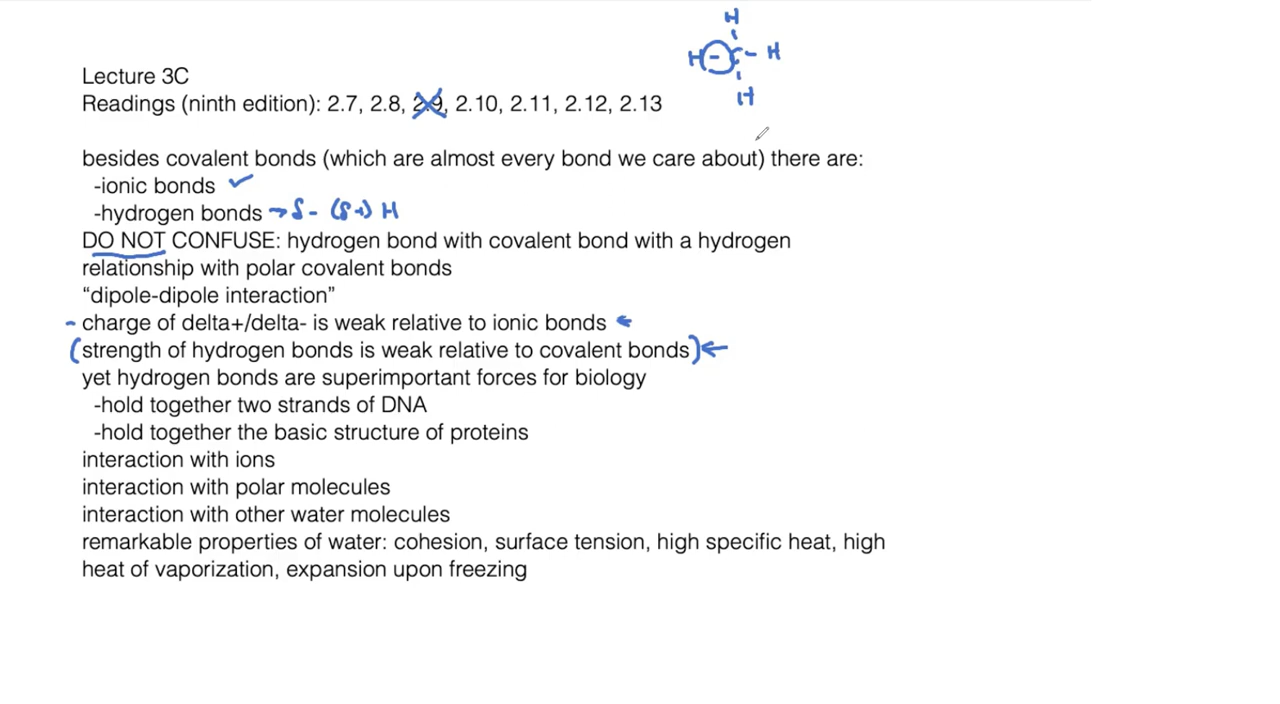 H
H - C - H
H
Lecture 3C
Readings (ninth edition): 2.7, 2.8, 2.9, 2.10, 2.11, 2.12, 2.13
besides covalent bonds (which are almost every bond we care about) there are:
-ionic bonds ✓
-hydrogen bonds → δ- (δ+) H
DO NOT CONFUSE: hydrogen bond with covalent bond with a hydrogen
relationship with polar covalent bonds
“dipole-dipole interaction”
- charge of delta+/delta- is weak relative to ionic bonds ←
(strength of hydrogen bonds is weak relative to covalent bonds) ←
yet hydrogen bonds are superimportant forces for biology
-hold together two strands of DNA
-hold together the basic structure of proteins
interaction with ions
interaction with polar molecules
interaction with other water molecules
remarkable properties of water: cohesion, surface tension, high specific heat, high
heat of vaporization, expansion upon freezing